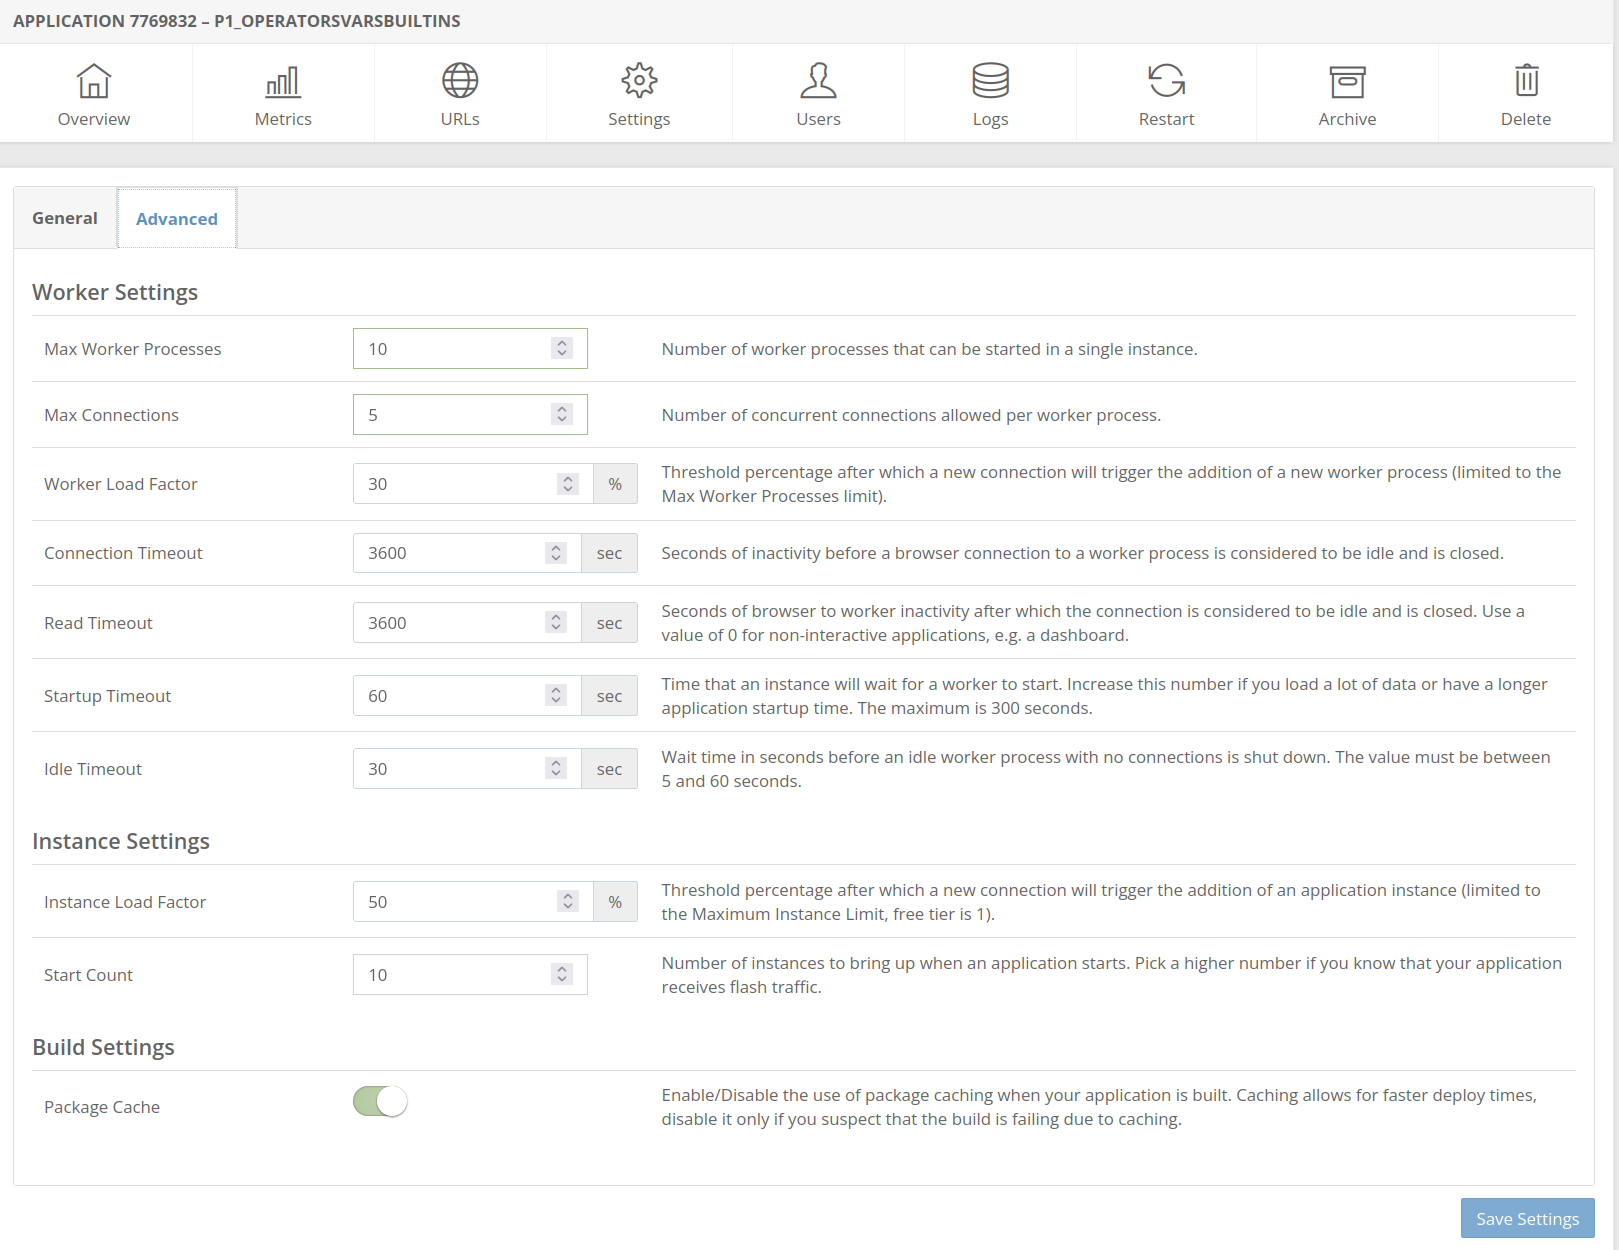 APPLICATION 7769832 – P1_OPERATORSVARSBUILTINS
Overview
Metrics
URLs
Settings
Users
Logs
Restart
Archive
Delete
General
Advanced
Worker Settings
Max Worker Processes
10
Number of worker processes that can be started in a single instance.
Max Connections
5
Number of concurrent connections allowed per worker process.
Worker Load Factor
30
%
Threshold percentage after which a new connection will trigger the addition of a new worker process (limited to the
Max Worker Processes limit).
Connection Timeout
3600
sec
Seconds of inactivity before a browser connection to a worker process is considered to be idle and is closed.
Read Timeout
3600
sec
Seconds of browser to worker inactivity after which the connection is considered to be idle and is closed. Use a
value of 0 for non-interactive applications, e.g. a dashboard.
Startup Timeout
60
sec
Time that an instance will wait for a worker to start. Increase this number if you load a lot of data or have a longer
application startup time. The maximum is 300 seconds.
Idle Timeout
30
sec
Wait time in seconds before an idle worker process with no connections is shut down. The value must be between
5 and 60 seconds.
Instance Settings
Instance Load Factor
50
%
Threshold percentage after which a new connection will trigger the addition of an application instance (limited to
the Maximum Instance Limit, free tier is 1).
Start Count
10
Number of instances to bring up when an application starts. Pick a higher number if you know that your application
receives flash traffic.
Build Settings
Package Cache
Enable/Disable the use of package caching when your application is built. Caching allows for faster deploy times,
disable it only if you suspect that the build is failing due to caching.
Save Settings